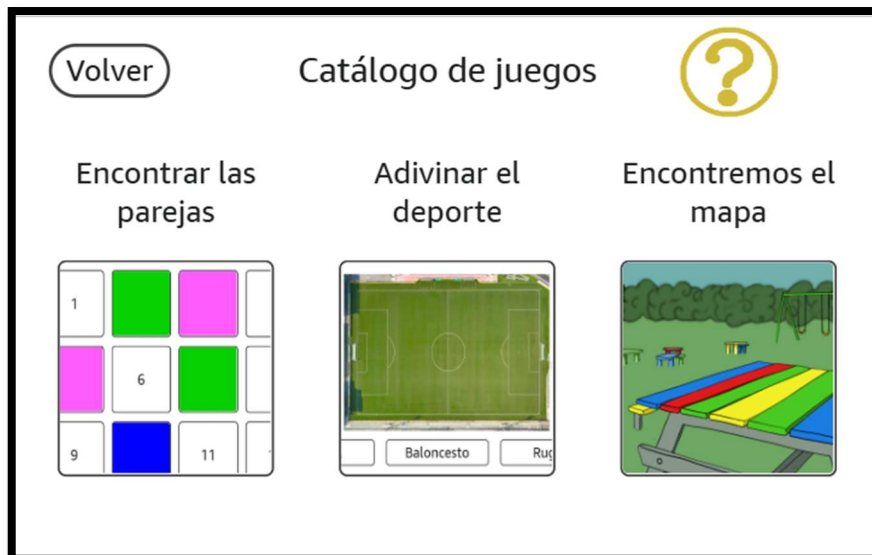 Volver
Catálogo de juegos
?
Encontrar las
parejas
Adivinar el
deporte
Encontremos el
mapa
1
6
9
11
Baloncesto